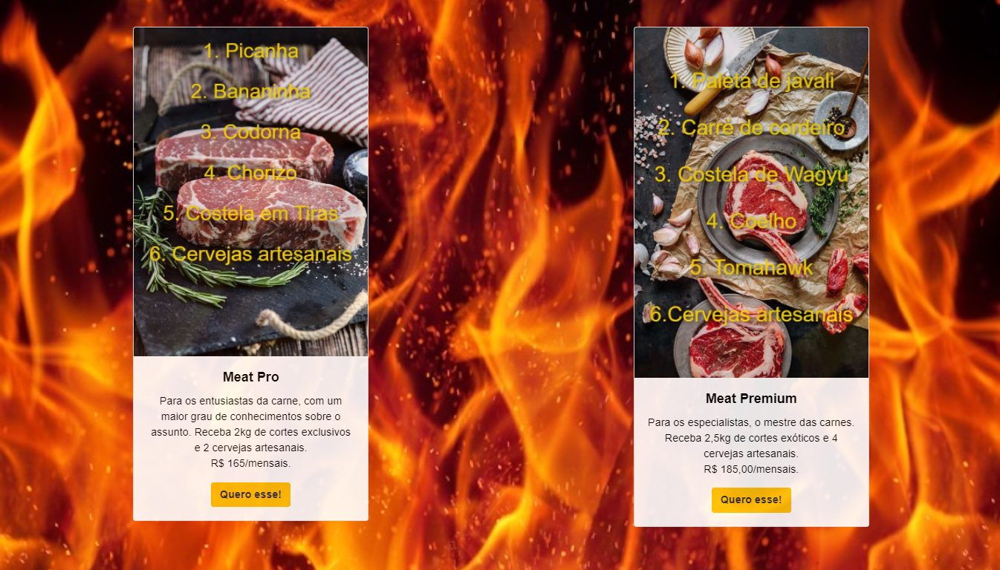 1. Picanha
2. Bananinha
3. Codorna
4. Chorizo
5. Costela em Tiras
6. Cervejas artesanais
Meat Pro
Para os entusiastas da carne, com um
maior grau de conhecimentos sobre o
assunto. Receba 2kg de cortes exclusivos
e 2 cervejas artesanais.
R$ 165/mensais.
Quero esse!
1. Paleta de javali
2. Carré de cordeiro
3. Costela de Wagyu
4. Coelho
5. Tomahawk
6.Cervejas artesanais
Meat Premium
Para os especialistas, o mestre das carnes.
Receba 2,5kg de cortes exóticos e 4
cervejas artesanais.
R$ 185,00/mensais.
Quero esse!